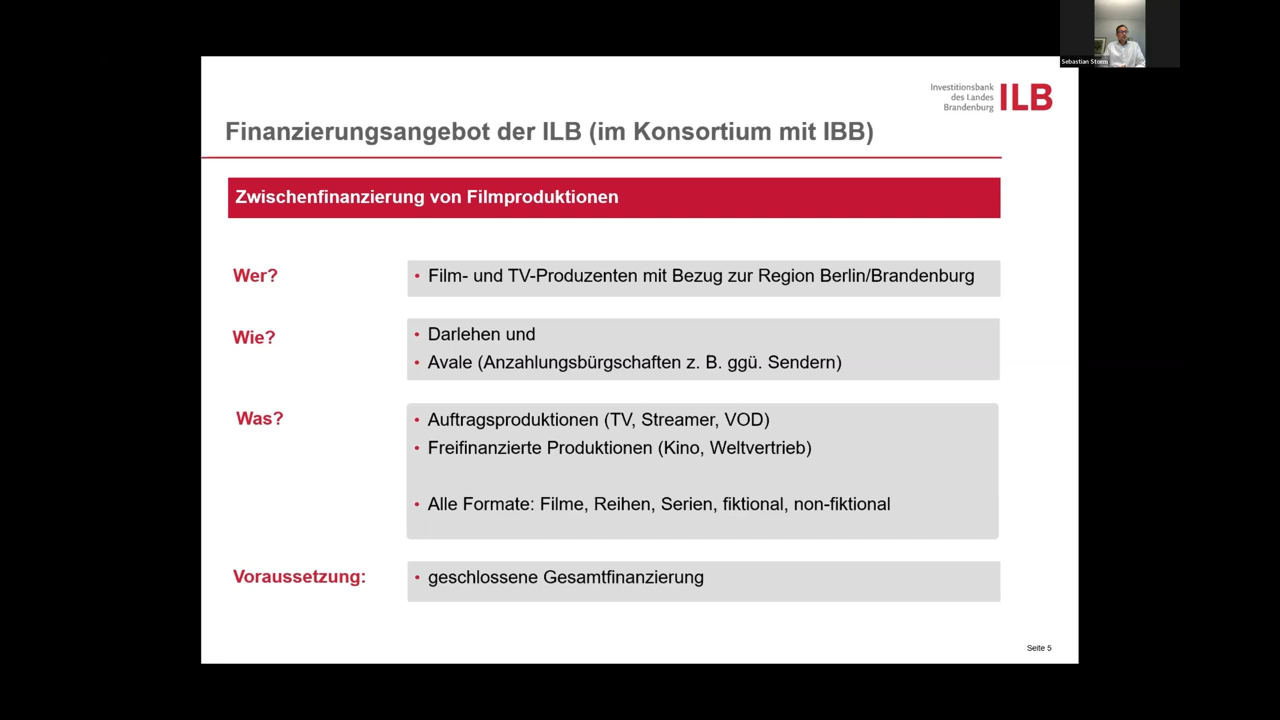 Sebastian Storm
Investitionsbank
des Landes
Brandenburg
ILB
Finanzierungsangebot der ILB (im Konsortium mit IBB)
Zwischenfinanzierung von Filmproduktionen
Wer?
• Film- und TV-Produzenten mit Bezug zur Region Berlin/Brandenburg
Wie?
• Darlehen und
• Avale (Anzahlungsbürgschaften z. B. ggü. Sendern)
Was?
• Auftragsproduktionen (TV, Streamer, VOD)
• Freifinanzierte Produktionen (Kino, Weltvertrieb)
• Alle Formate: Filme, Reihen, Serien, fiktional, non-fiktional
Voraussetzung:
• geschlossene Gesamtfinanzierung
Seite 5